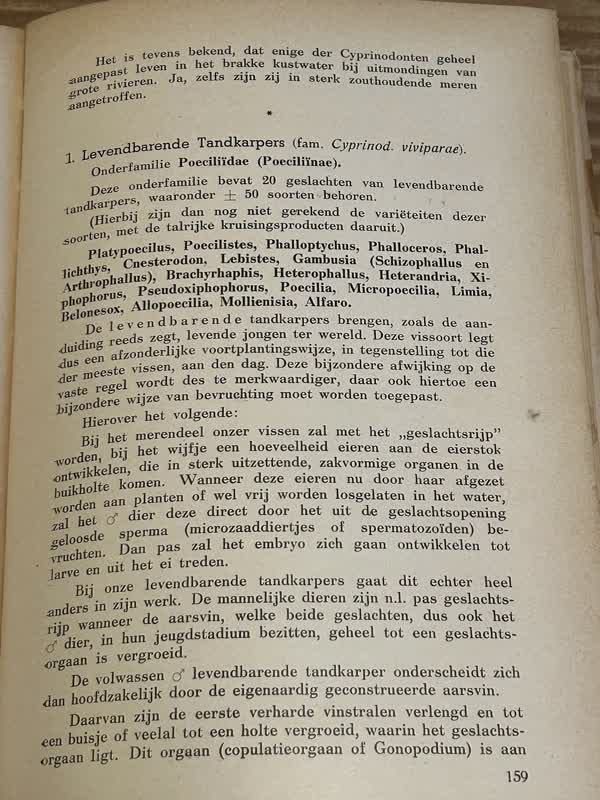 Het is tevens bekend, dat enige der Cyprinodonten geheel
aangepast leven in het brakke kustwater bij uitmondingen van
grote rivieren. Ja, zelfs zijn zij in sterk zouthoudende meren
aangetroffen.
*
1. Levendbarende Tandkarpers (fam. Cyprinod. viviparae).
Onderfamilie Poeciliïdae (Poeciliïnae).
Deze onderfamilie bevat 20 geslachten van levendbarende
tandkarpers, waaronder ± 50 soorten behoren.
(Hierbij zijn dan nog niet gerekend de variëteiten dezer
soorten, met de talrijke kruisingsproducten daaruit.)
Platypoecilus, Poecilistes, Phalloptychus, Phalloceros, Phal-
lichthys, Cnesterodon, Lebistes, Gambusia (Schizophallus en
Arthrophallus), Brachyrhaphis, Heterophallus, Heterandria, Xi-
phophorus, Pseudoxiphophorus, Poecilia, Micropoecilia, Limia,
Belonesox, Allopoecilia, Mollienisia, Alfaro.
De levendbarende tandkarpers brengen, zoals de aan-
duiding reeds zegt, levende jongen ter wereld. Deze vissoort legt
dus een afzonderlijke voortplantingswijze, in tegenstelling tot die
der meeste vissen, aan den dag. Deze bijzondere afwijking op de
vaste regel wordt des te merkwaardiger, daar ook hiertoe een
bijzondere wijze van bevruchting moet worden toegepast.
Hierover het volgende:
Bij het merendeel onzer vissen zal met het „geslachtsrijp”
worden, bij het wijfje een hoeveelheid eieren aan de eierstok
ontwikkelen, die in sterk uitzettende, zakvormige organen in de
buikholte komen. Wanneer deze eieren nu door haar afgezet
worden aan planten of wel vrij worden losgelaten in het water,
zal het ♂ dier deze direct door het uit de geslachtsopening
geloosde sperma (microzaaddiertjes of spermatozoïden) be-
vruchten. Dan pas zal het embryo zich gaan ontwikkelen tot
larve en uit het ei treden.
Bij onze levendbarende tandkarpers gaat dit echter heel
anders in zijn werk. De mannelijke dieren zijn n.l. pas geslachts-
rijp wanneer de aarsvin, welke beide geslachten, dus ook het
♂ dier, in hun jeugdstadium bezitten, geheel tot een geslachts-
orgaan is vergroeid.
De volwassen ♂ levendbarende tandkarper onderscheidt zich
dan hoofdzakelijk door de eigenaardig geconstrueerde aarsvin.
Daarvan zijn de eerste verharde vinstralen verlengd en tot
een buisje of veelal tot een holte vergroeid, waarin het geslachts-
orgaan ligt. Dit orgaan (copulatieorgaan of Gonopodium) is aan
159